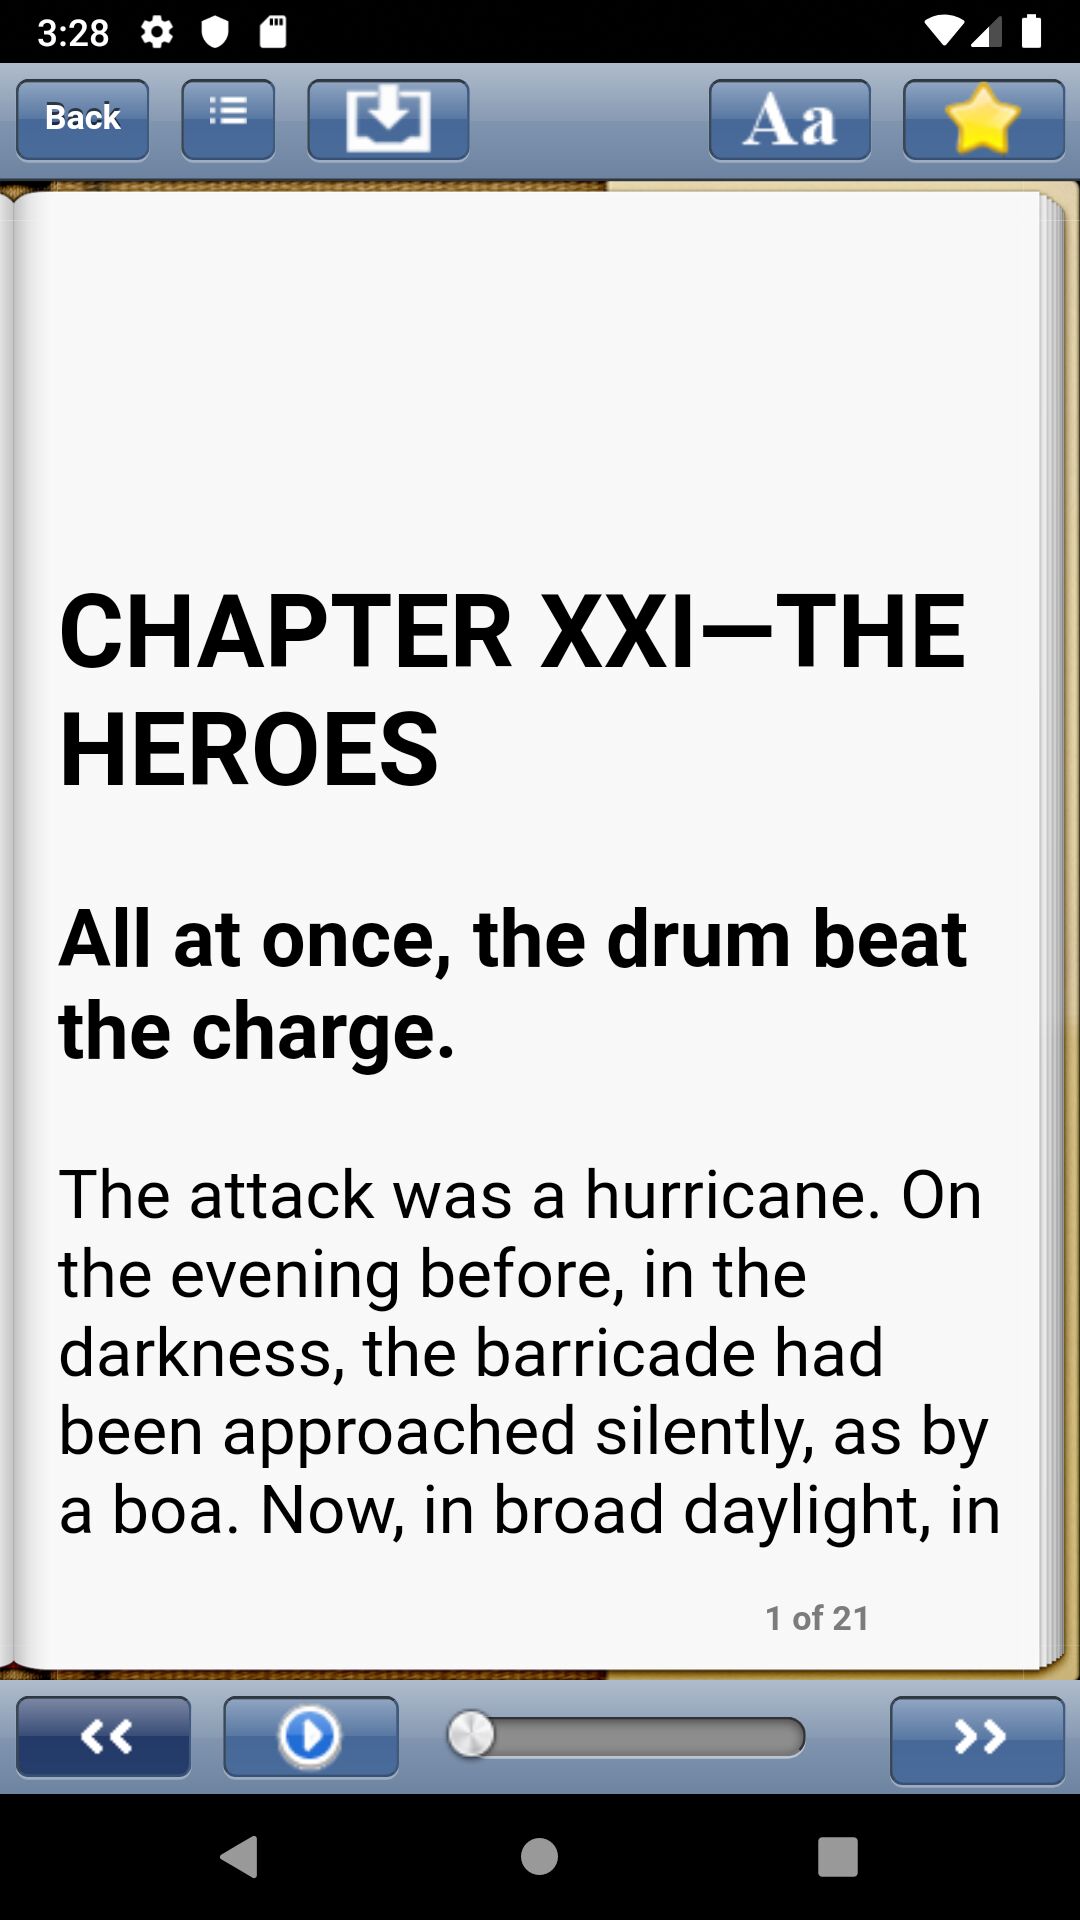 3:28
Back
Aa
CHAPTER XXI—THE
HEROES
All at once, the drum beat
the charge.
The attack was a hurricane. On
the evening before, in the
darkness, the barricade had
been approached silently, as by
a boa. Now, in broad daylight, in
1 of 21